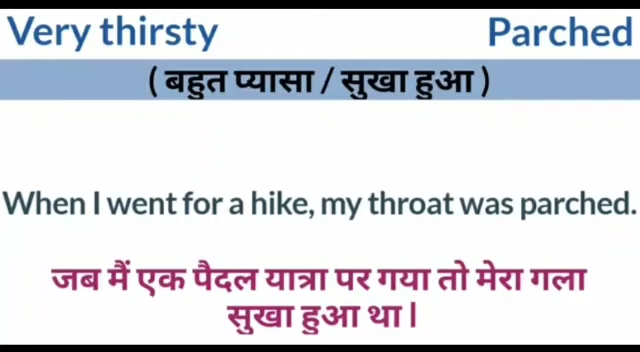 Very thirsty Parched
( बहुत प्यासा / सुखा हुआ )
When I went for a hike, my throat was parched.
जब मैं एक पैदल यात्रा पर गया तो मेरा गला
सुखा हुआ था।